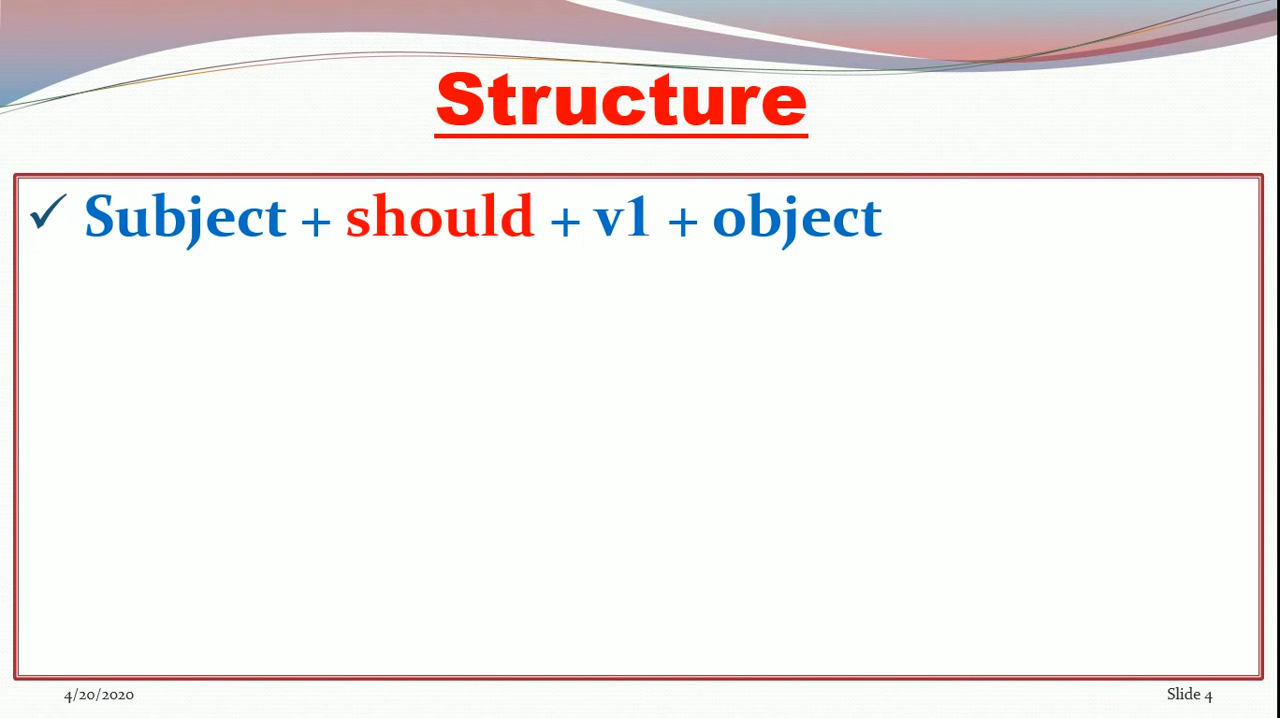 Structure
✓ Subject + should + v1 + object
4/20/2020
Slide 4